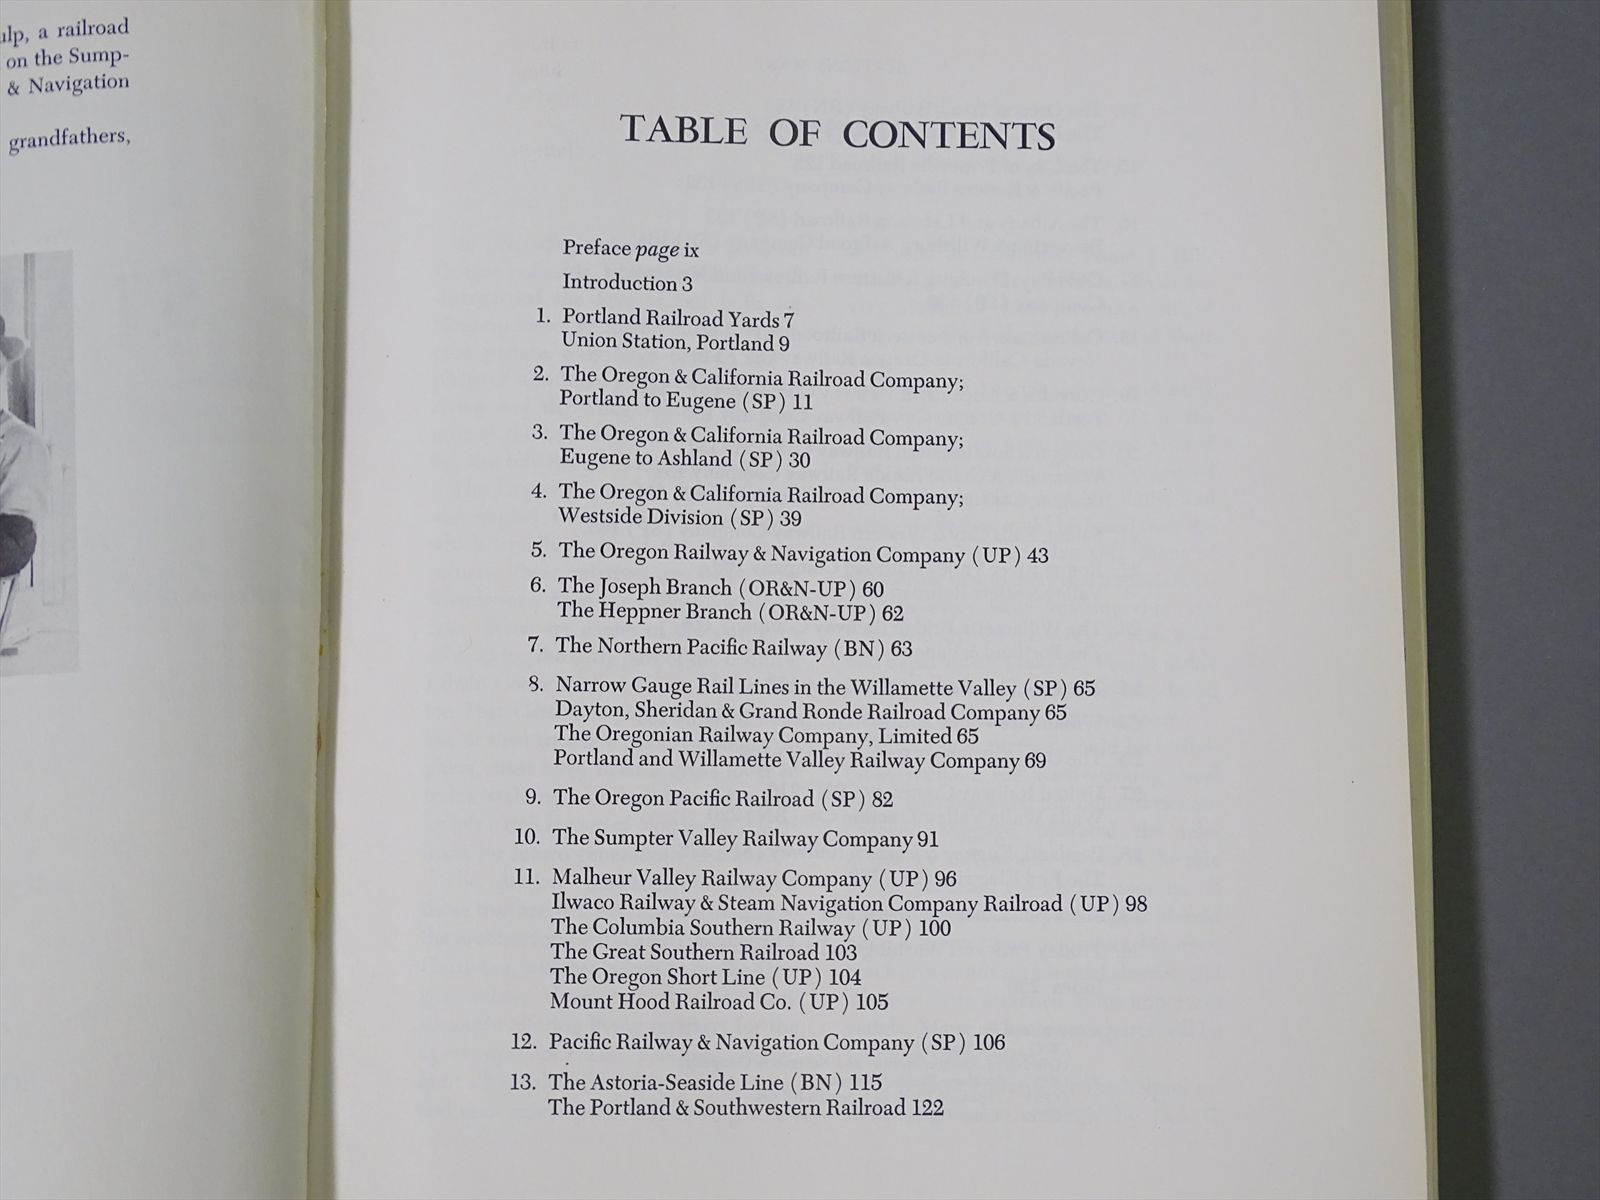 a railroad
on the Sump-
& Navigation
grandfathers,
TABLE OF CONTENTS
Preface page ix
Introduction 3
1. Portland Railroad Yards 7
Union Station, Portland 9
2. The Oregon & California Railroad Company;
Portland to Eugene (SP) 11
3. The Oregon & California Railroad Company;
Eugene to Ashland (SP) 30
4. The Oregon & California Railroad Company;
Westside Division (SP) 39
5. The Oregon Railway & Navigation Company (UP) 43
6. The Joseph Branch (OR&N-UP) 60
The Heppner Branch (OR&N-UP) 62
7. The Northern Pacific Railway (BN) 63
8. Narrow Gauge Rail Lines in the Willamette Valley (SP) 65
Dayton, Sheridan & Grand Ronde Railroad Company 65
The Oregonian Railway Company, Limited 65
Portland and Willamette Valley Railway Company 69
9. The Oregon Pacific Railroad (SP) 82
10. The Sumpter Valley Railway Company 91
11. Malheur Valley Railway Company (UP) 96
Ilwaco Railway & Steam Navigation Company Railroad (UP) 98
The Columbia Southern Railway (UP) 100
The Great Southern Railroad 103
The Oregon Short Line (UP) 104
Mount Hood Railroad Co. (UP) 105
12. Pacific Railway & Navigation Company (SP) 106
13. The Astoria-Seaside Line (BN) 115
The Portland & Southwestern Railroad 122